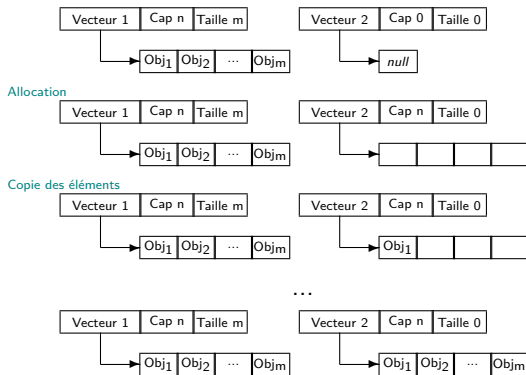 Vecteur 1 Cap n Taille m Vecteur 2 Cap 0 Taille 0
Obj1 Obj2 ... Objm null
Allocation
Vecteur 1 Cap n Taille m Vecteur 2 Cap n Taille 0
Obj1 Obj2 ... Objm
Copie des éléments
Vecteur 1 Cap n Taille m Vecteur 2 Cap n Taille 0
Obj1 Obj2 ... Objm Obj1
...
Vecteur 1 Cap n Taille m Vecteur 2 Cap n Taille 0
Obj1 Obj2 ... Objm Obj1 Obj2 ... Objm